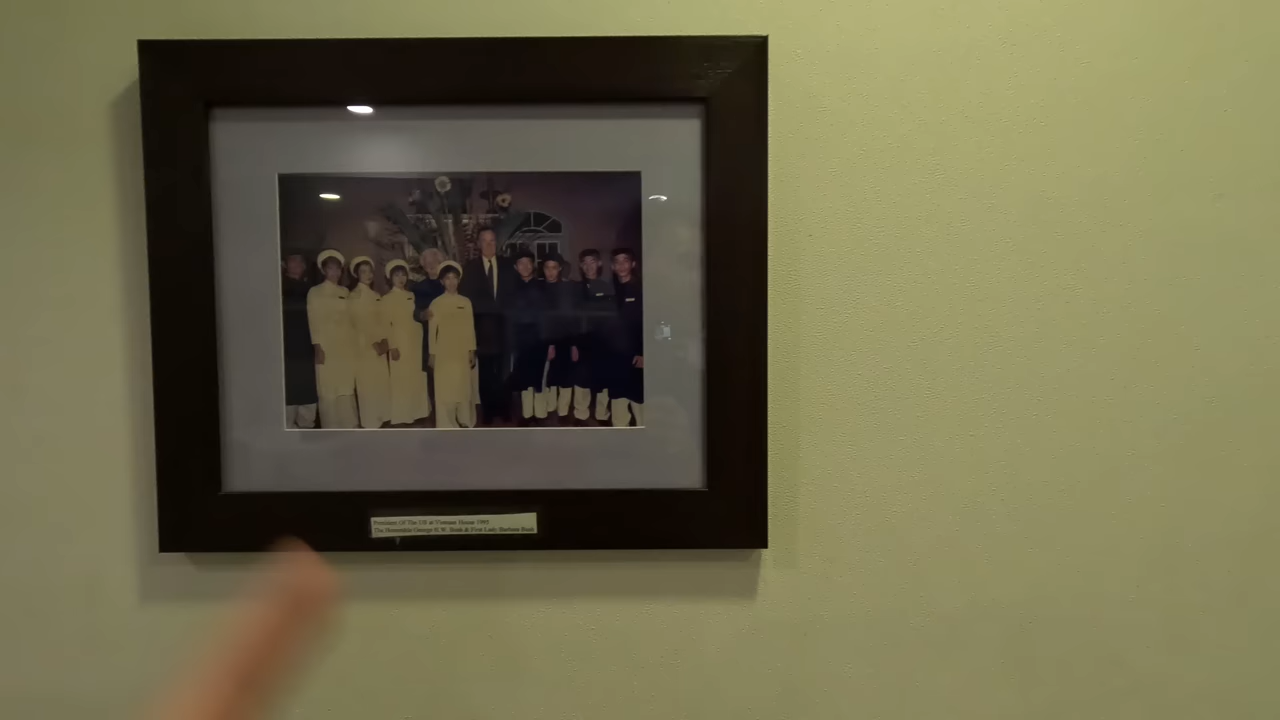 President Of The US at Vietnam House 1995
The Honorable George H.W. Bush & First Lady Barbara Bush